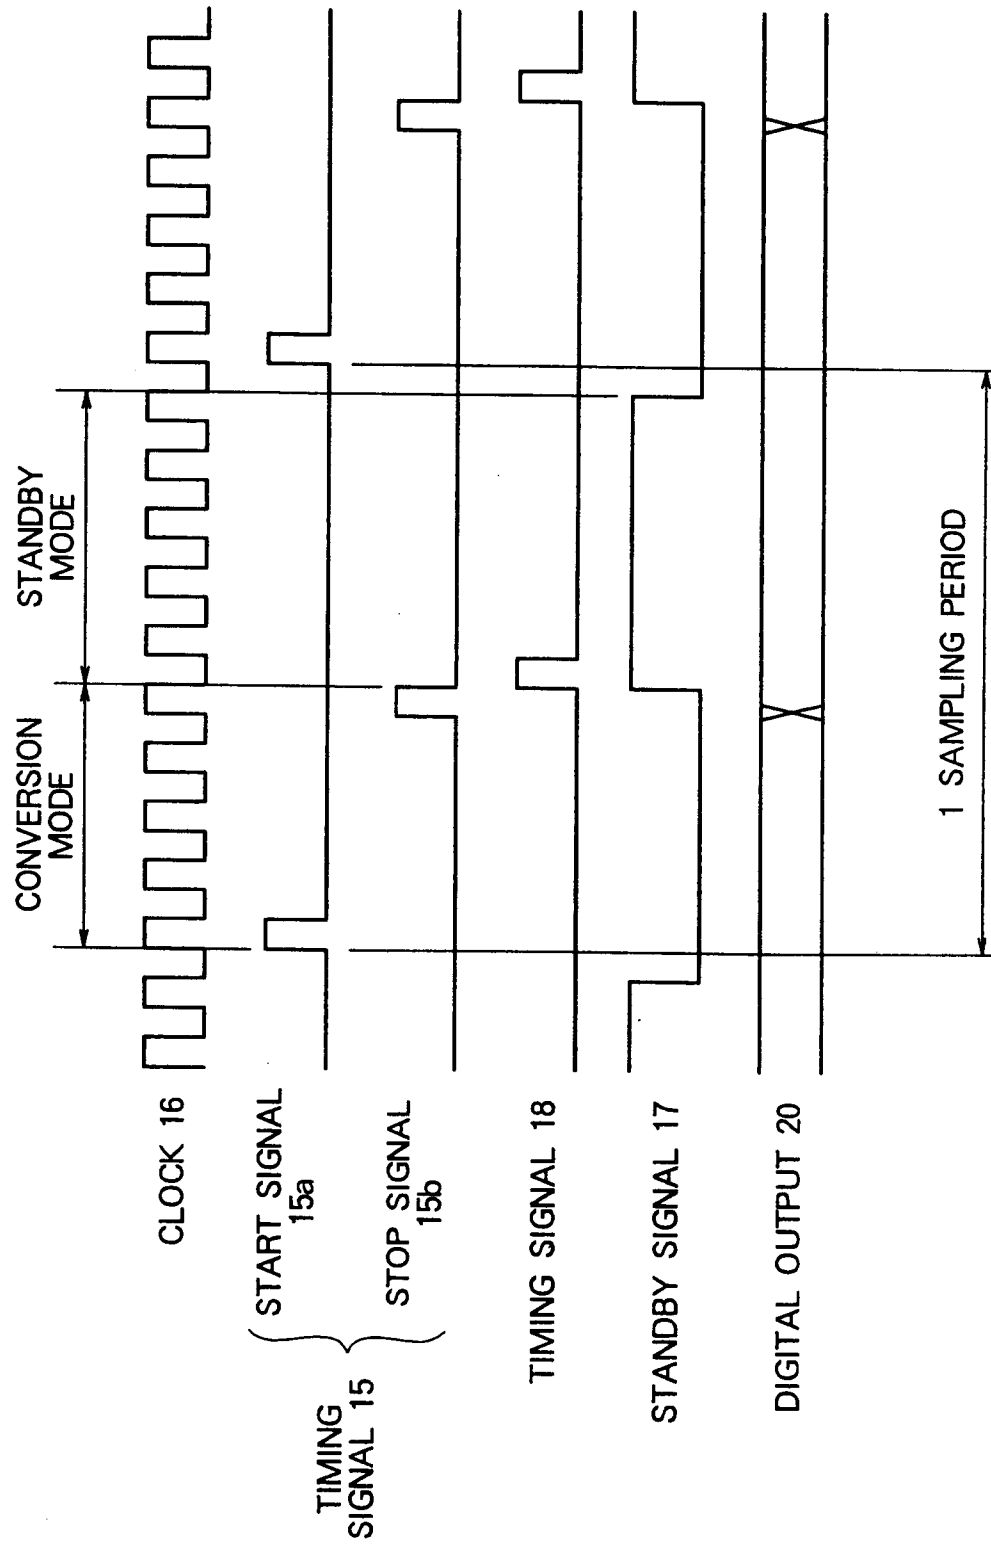 CONVERSION
MODE
STANDBY
MODE
CLOCK 16
START SIGNAL
15a
STOP SIGNAL
15b
TIMING
SIGNAL 15
TIMING SIGNAL 18
STANDBY SIGNAL 17
DIGITAL OUTPUT 20
1 SAMPLING PERIOD